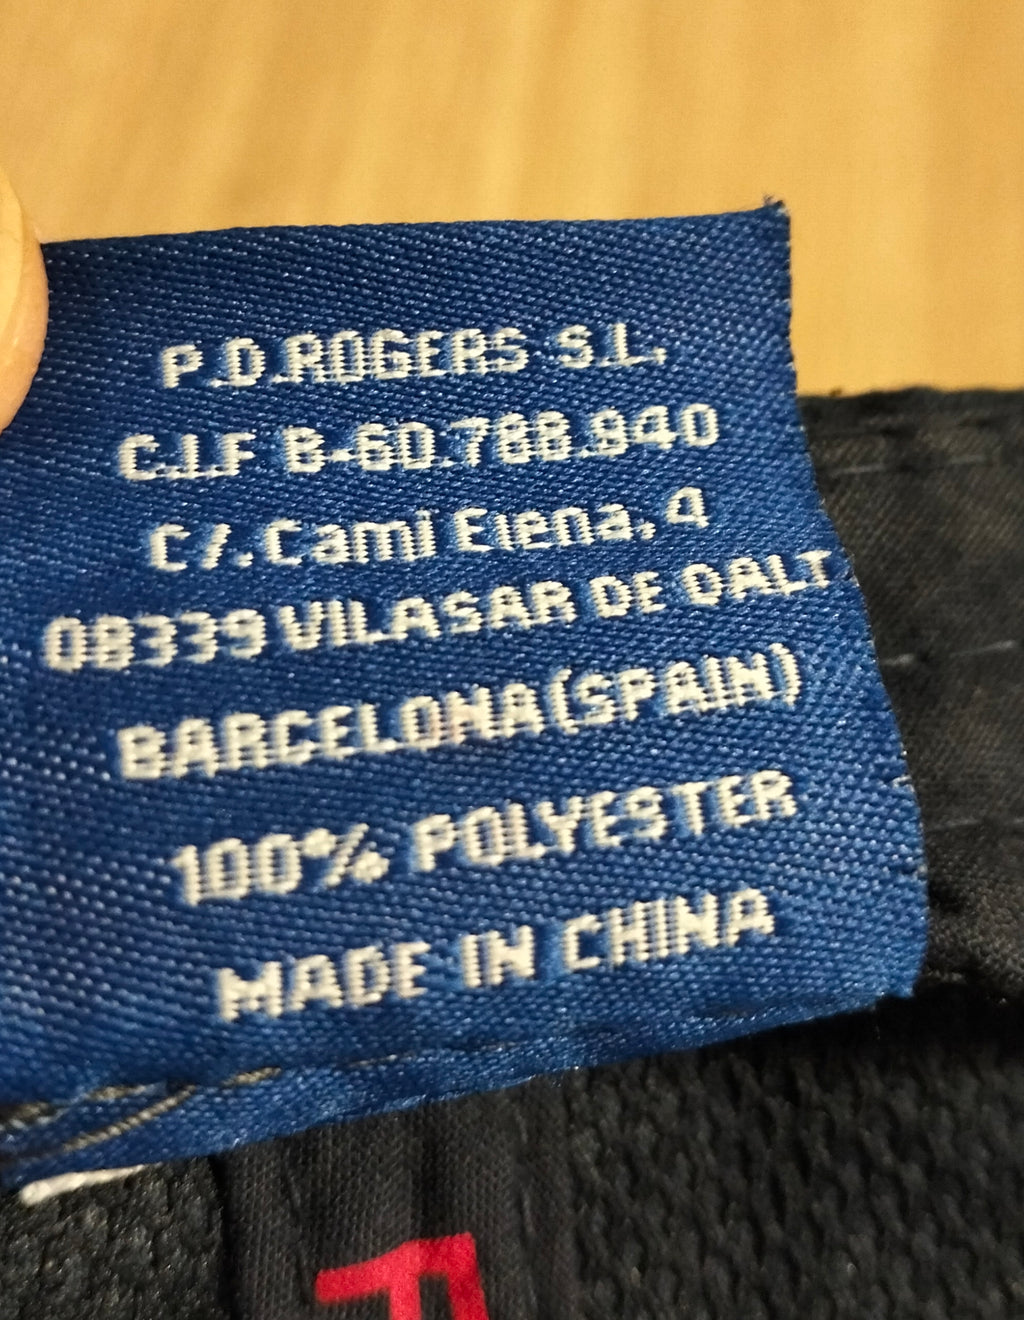 P.D.ROGERS S.L.
C.I.F B-60.788.940
C/. Cami Elena, 4
08339 VILASAR DE DALT
BARCELONA(SPAIN)
100% POLYESTER
MADE IN CHINA